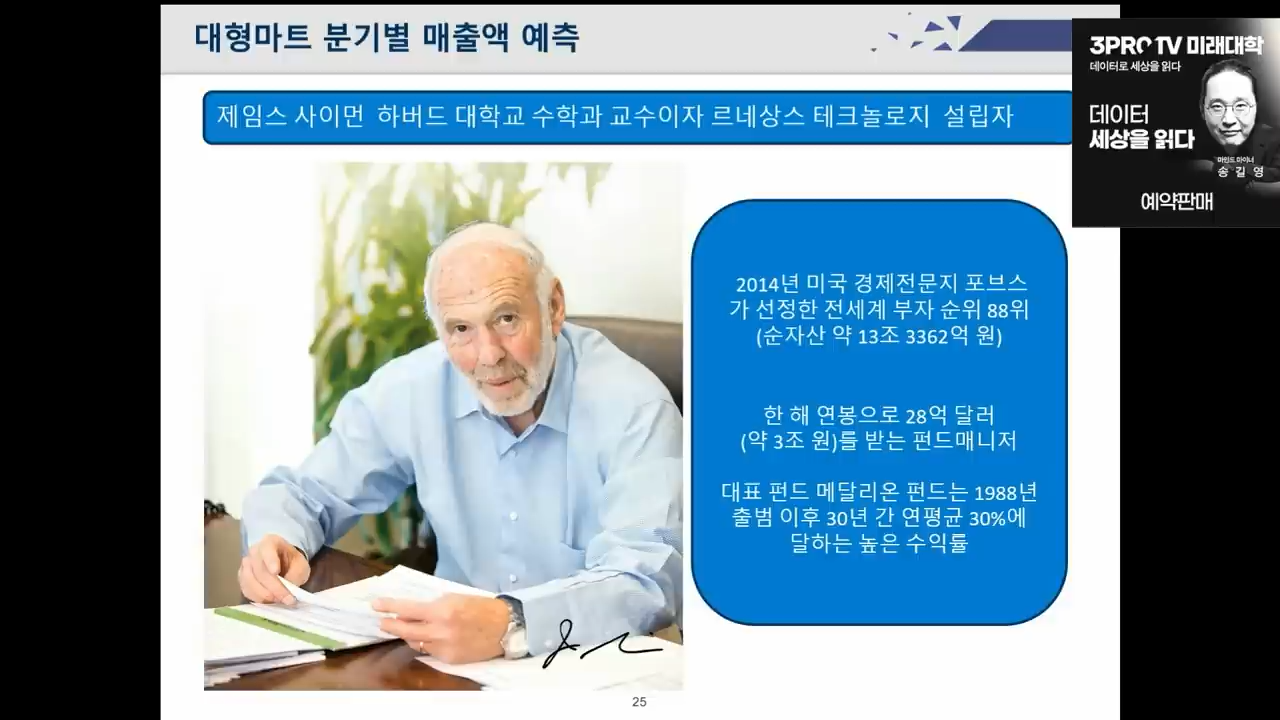 대형마트 분기별 매출액 예측
제임스 사이먼 하버드 대학교 수학과 교수이자 르네상스 테크놀로지 설립자
2014년 미국 경제전문지 포브스
가 선정한 전세계 부자 순위 88위
(순자산 약 13조 3362억 원)
한 해 연봉으로 28억 달러
(약 3조 원)를 받는 펀드매니저
대표 펀드 메달리온 펀드는 1988년
출범 이후 30년 간 연평균 30%에
달하는 높은 수익률
25
3PRO TV 미래대학
데이터로 세상을 읽다
데이터
세상을 읽다
마인드 마이너
송 길 영
예약판매